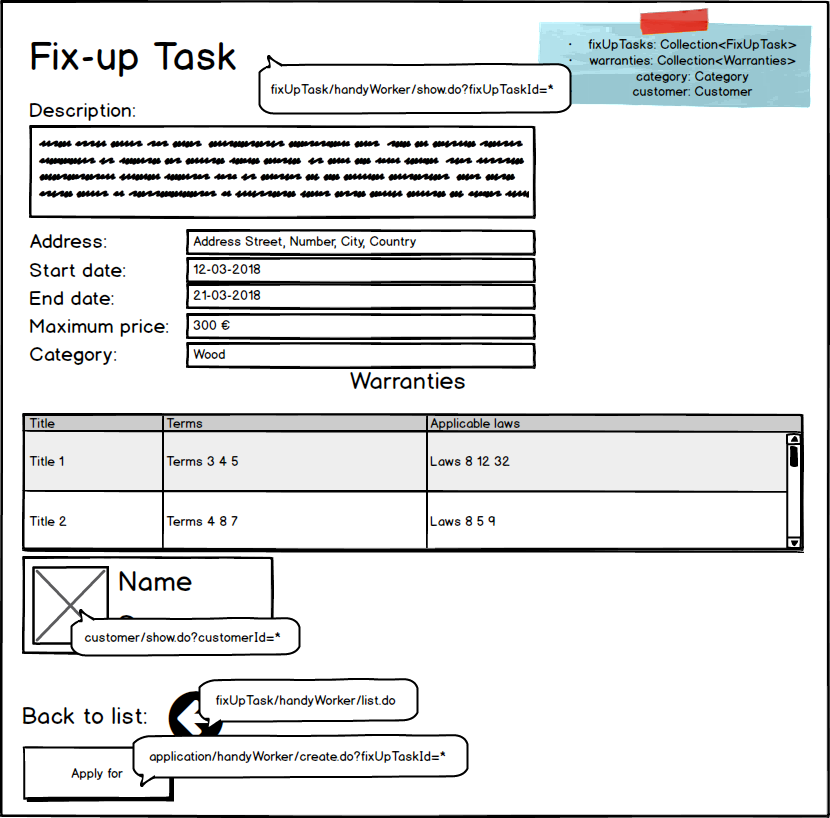 Fix-up Task
· fixUpTasks: Collection<FixUpTask>
· warranties: Collection<Warranties>
category: Category
customer: Customer
fixUpTask/handyWorker/show.do?fixUpTaskId=*
Description:
Address: Address Street, Number, City, Country
Start date: 12-03-2018
End date: 21-03-2018
Maximum price: 300 €
Category: Wood
Warranties
Title Terms Applicable laws
Title 1 Terms 3 4 5 Laws 8 12 32
Title 2 Terms 4 8 7 Laws 8 5 9
Name
customer/show.do?customerId=*
fixUpTask/handyWorker/list.do
Back to list:
application/handyWorker/create.do?fixUpTaskId=*
Apply for